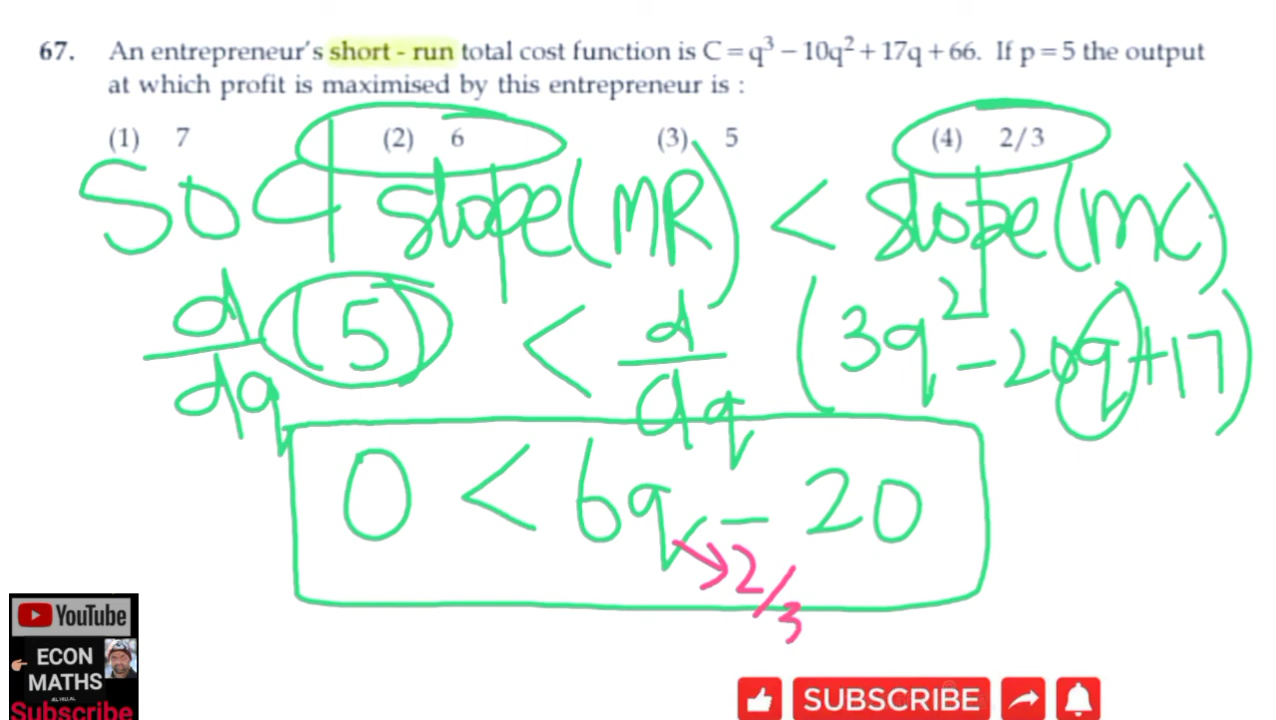 67. An entrepreneur's short - run total cost function is C = q³ – 10q² + 17q + 66. If p = 5 the output
at which profit is maximised by this entrepreneur is :
(1) 7 (2) 6 (3) 5 (4) 2/3
SOC | slope(MR) < slope(MC)
d/dq (5) < d/dq (3q² – 20q + 17)
0 < 6q – 20
2/3
YouTube
ECON
MATHS
Subscribe
SUBSCRIBE